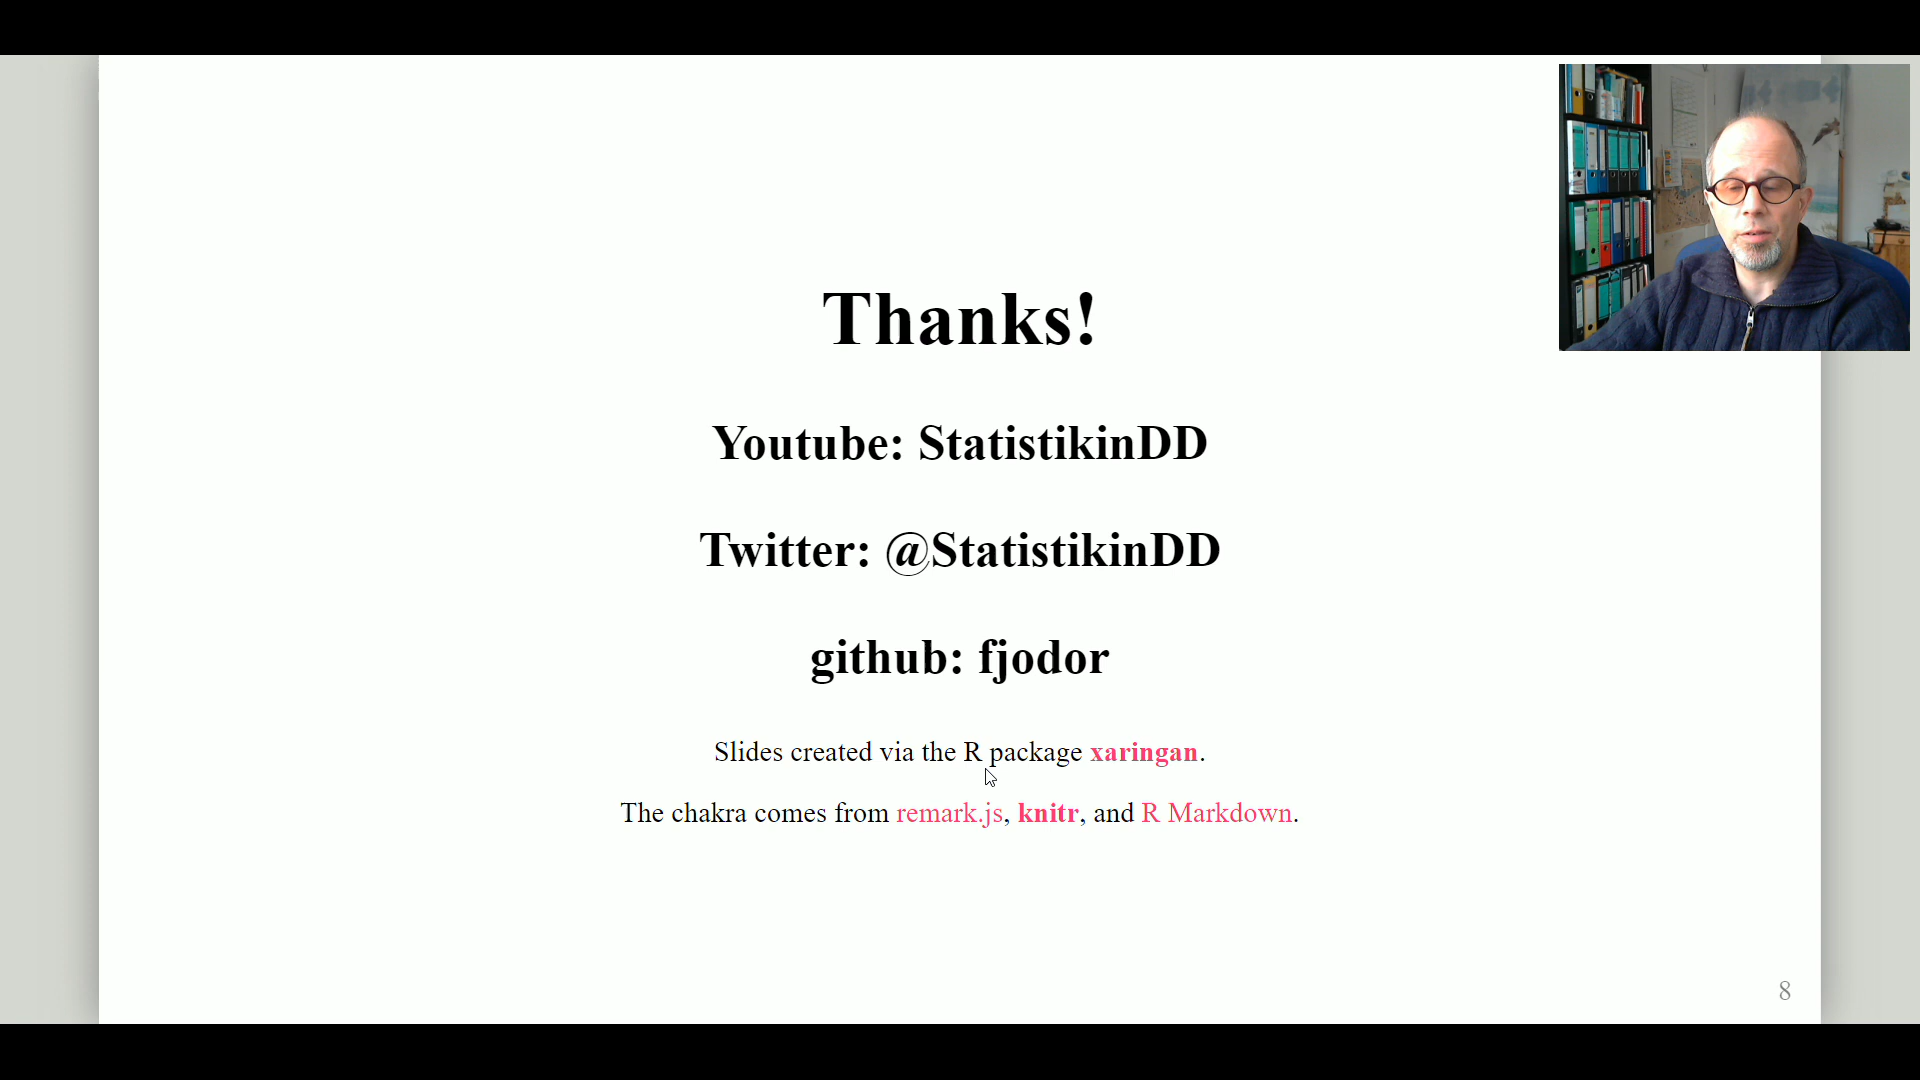 Thanks!
Youtube: StatistikinDD
Twitter: @StatistikinDD
github: fjodor
Slides created via the R package xaringan.
The chakra comes from remark.js, knitr, and R Markdown.
8